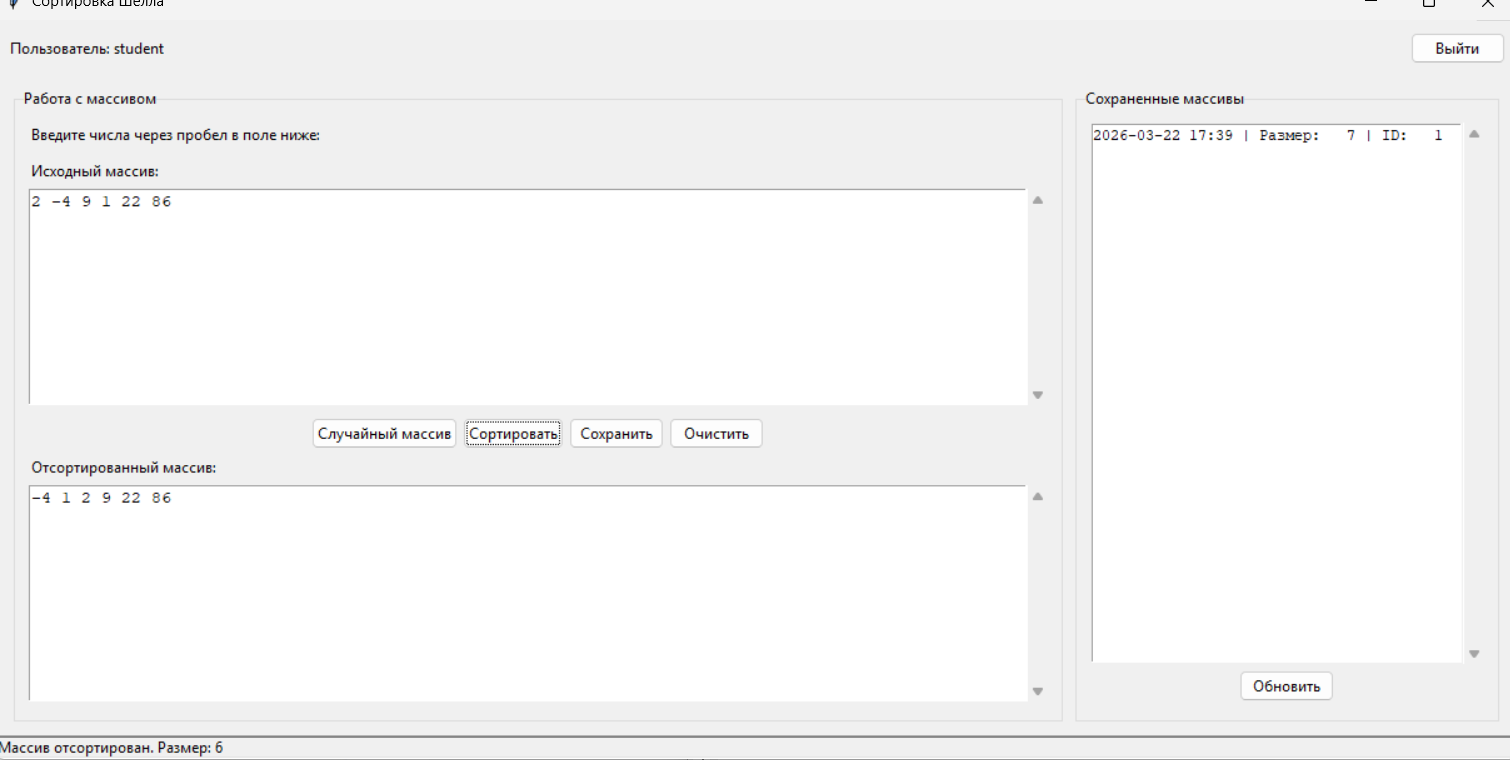 Сортировка Шелла
Пользователь: student
Выйти
Работа с массивом
Введите числа через пробел в поле ниже:
Исходный массив:
2 -4 9 1 22 86
Случайный массив Сортировать Сохранить Очистить
Отсортированный массив:
-4 1 2 9 22 86
Сохраненные массивы
2026-03-22 17:39 | Размер:   7 | ID:   1
Обновить
Массив отсортирован. Размер: 6